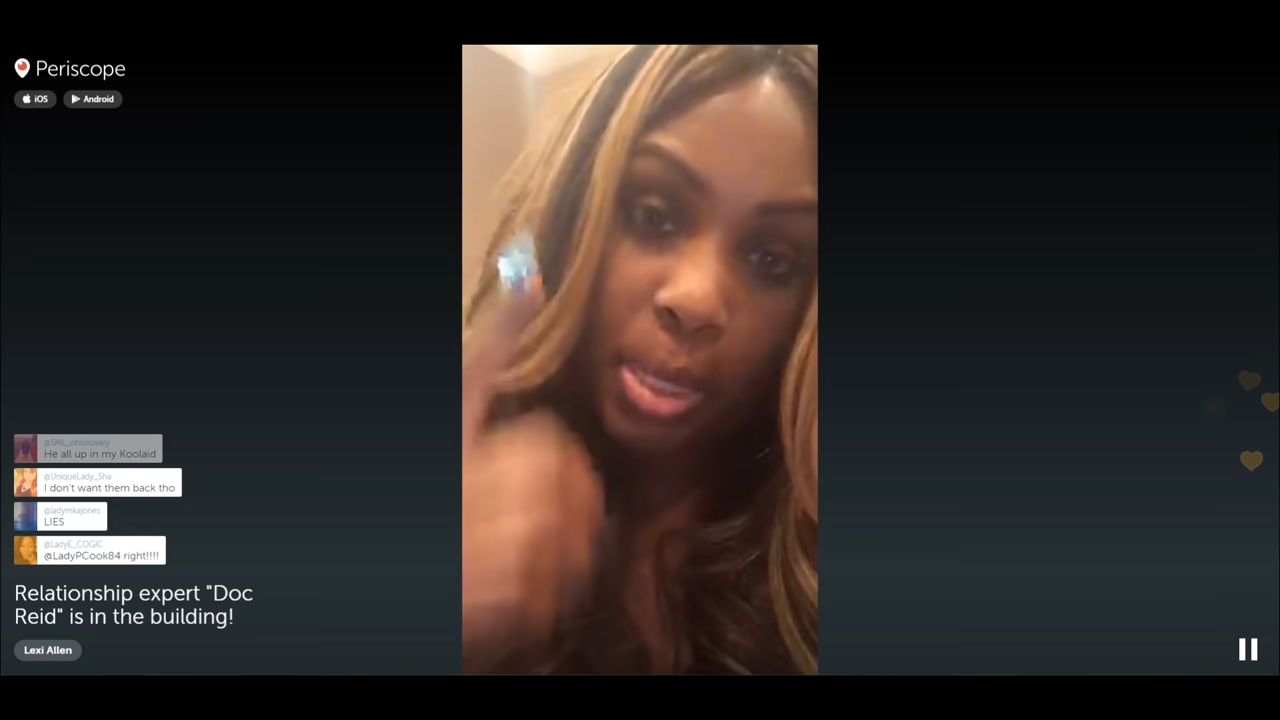 Periscope
iOS
Android
@SML_ohsolovely
He all up in my Koolaid
@UniqueLady_Sha
I don't want them back tho
@ladymkajones
LIES
@LadyE_COGIC
@LadyPCook84 right!!!!
Relationship expert "Doc
Reid" is in the building!
Lexi Allen